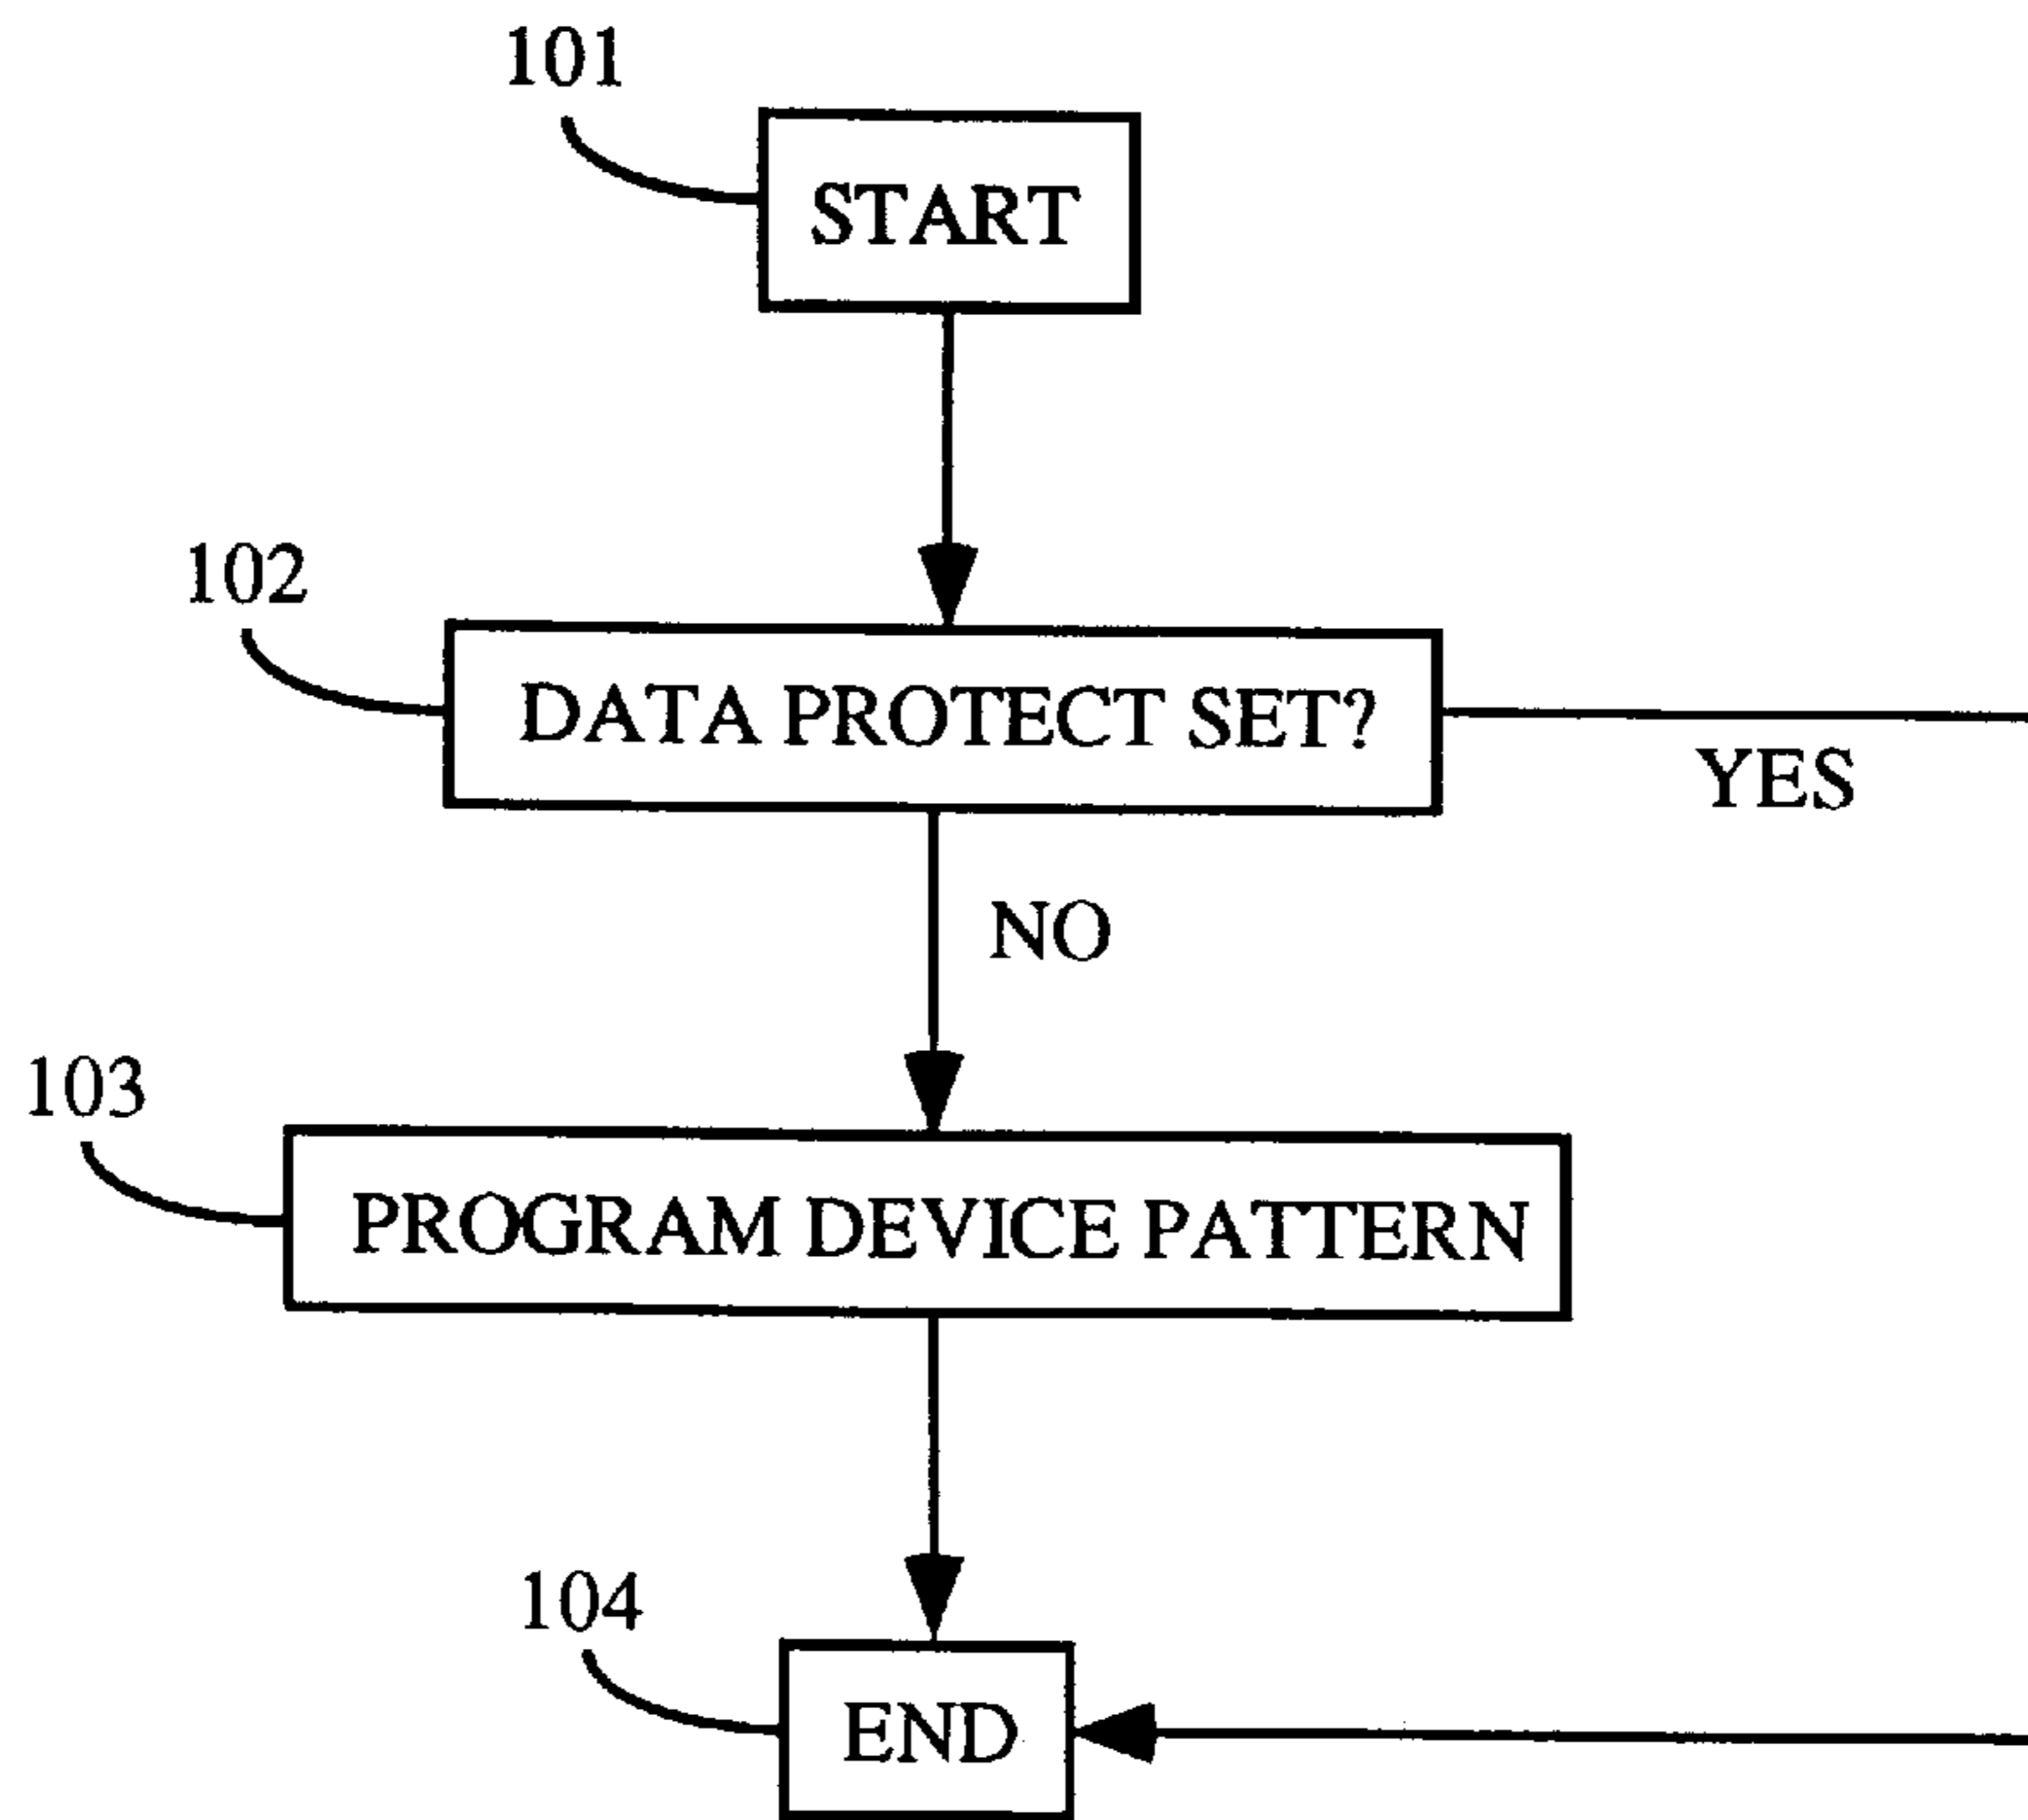 101
START
102
DATA PROTECT SET?
YES
NO
103
PROGRAM DEVICE PATTERN
104
END